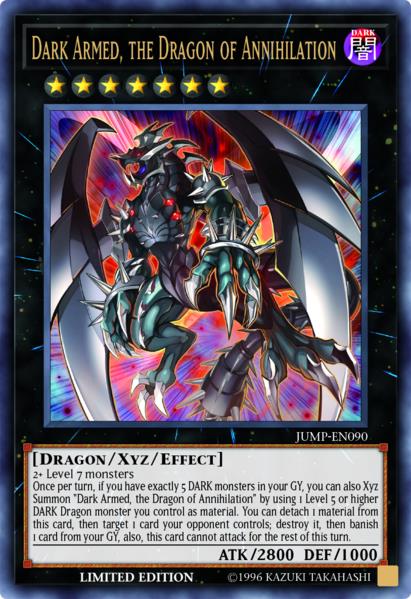 DARK ARMED, THE DRAGON OF ANNIHILATION
DARK
闇
JUMP-EN090
[DRAGON/XYZ/EFFECT]
2+ Level 7 monsters
Once per turn, if you have exactly 5 DARK monsters in your GY, you can also Xyz
Summon "Dark Armed, the Dragon of Annihilation" by using 1 Level 5 or higher
DARK Dragon monster you control as material. You can detach 1 material from
this card, then target 1 card your opponent controls; destroy it, then banish
1 card from your GY, also, this card cannot attack for the rest of this turn.
ATK/2800 DEF/1000
LIMITED EDITION ©1996 KAZUKI TAKAHASHI